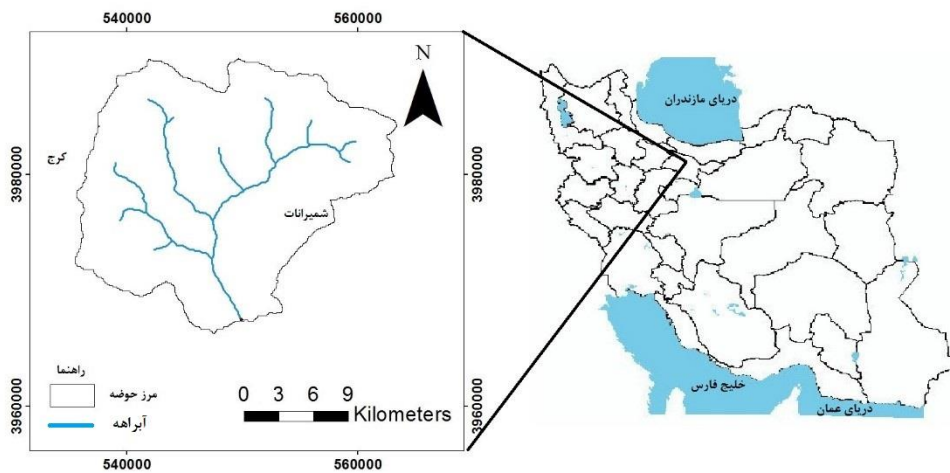 540000
560000
N
3980000
3980000
کرج
شمیرانات
راهنما
مرز حوضه
آبراهه
0 3 6 9
Kilometers
3960000
3960000
540000
560000
دریای مازندران
خلیج فارس
دریای عمان